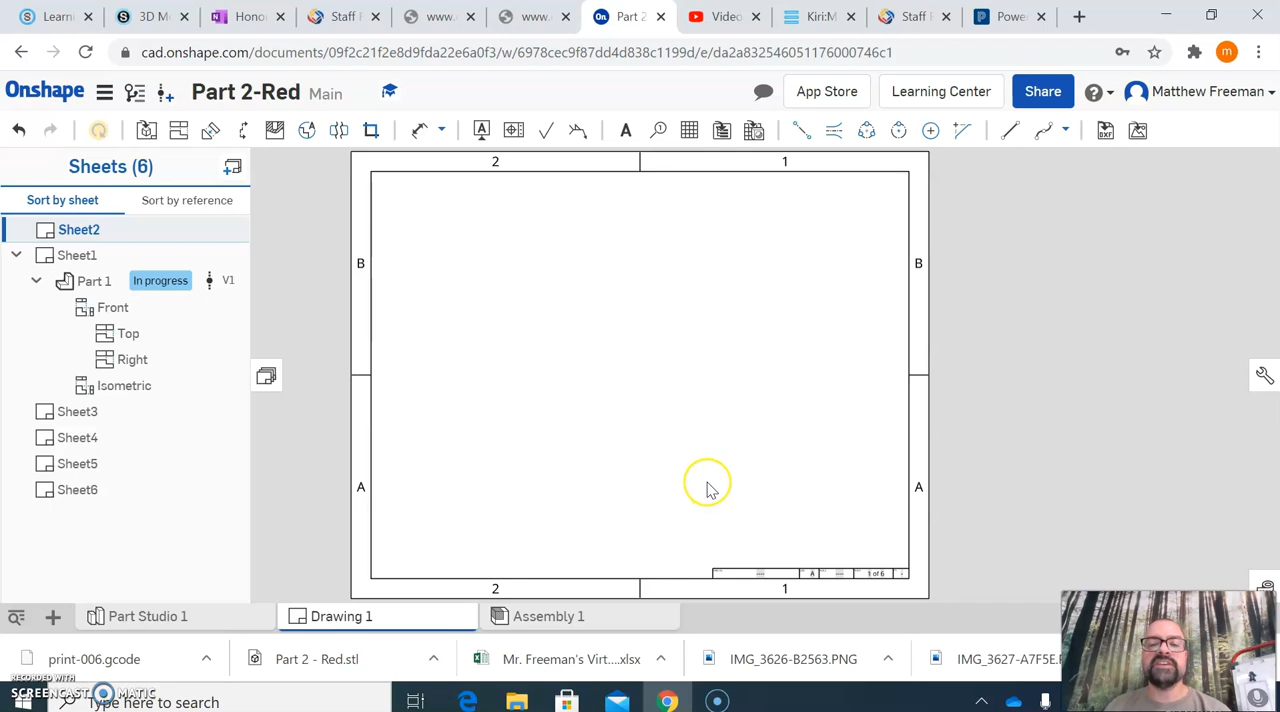 Learn
3D M
Honor
Staff F
www.
www.
Part 2
Video
Kiri:M
Staff F
Power
cad.onshape.com/documents/09f2c21f2e8d9fda22e6a0f3/w/6978cec9f87dd4d838c1199d/e/da2a832546051176000746c1
m
Onshape
Part 2-Red Main
App Store
Learning Center
Share
Matthew Freeman
Sheets (6)
Sort by sheet
Sort by reference
Sheet2
Sheet1
Part 1 In progress V1
Front
Top
Right
Isometric
Sheet3
Sheet4
Sheet5
Sheet6
2 1
B B
A A
A 1 of 6
2 1
Part Studio 1
Drawing 1
Assembly 1
print-006.gcode
Part 2 - Red.stl
Mr. Freeman's Virt....xlsx
IMG_3626-B2563.PNG
IMG_3627-A7F5E.P
RECORDED WITH
SCREENCAST MATIC
Type here to search